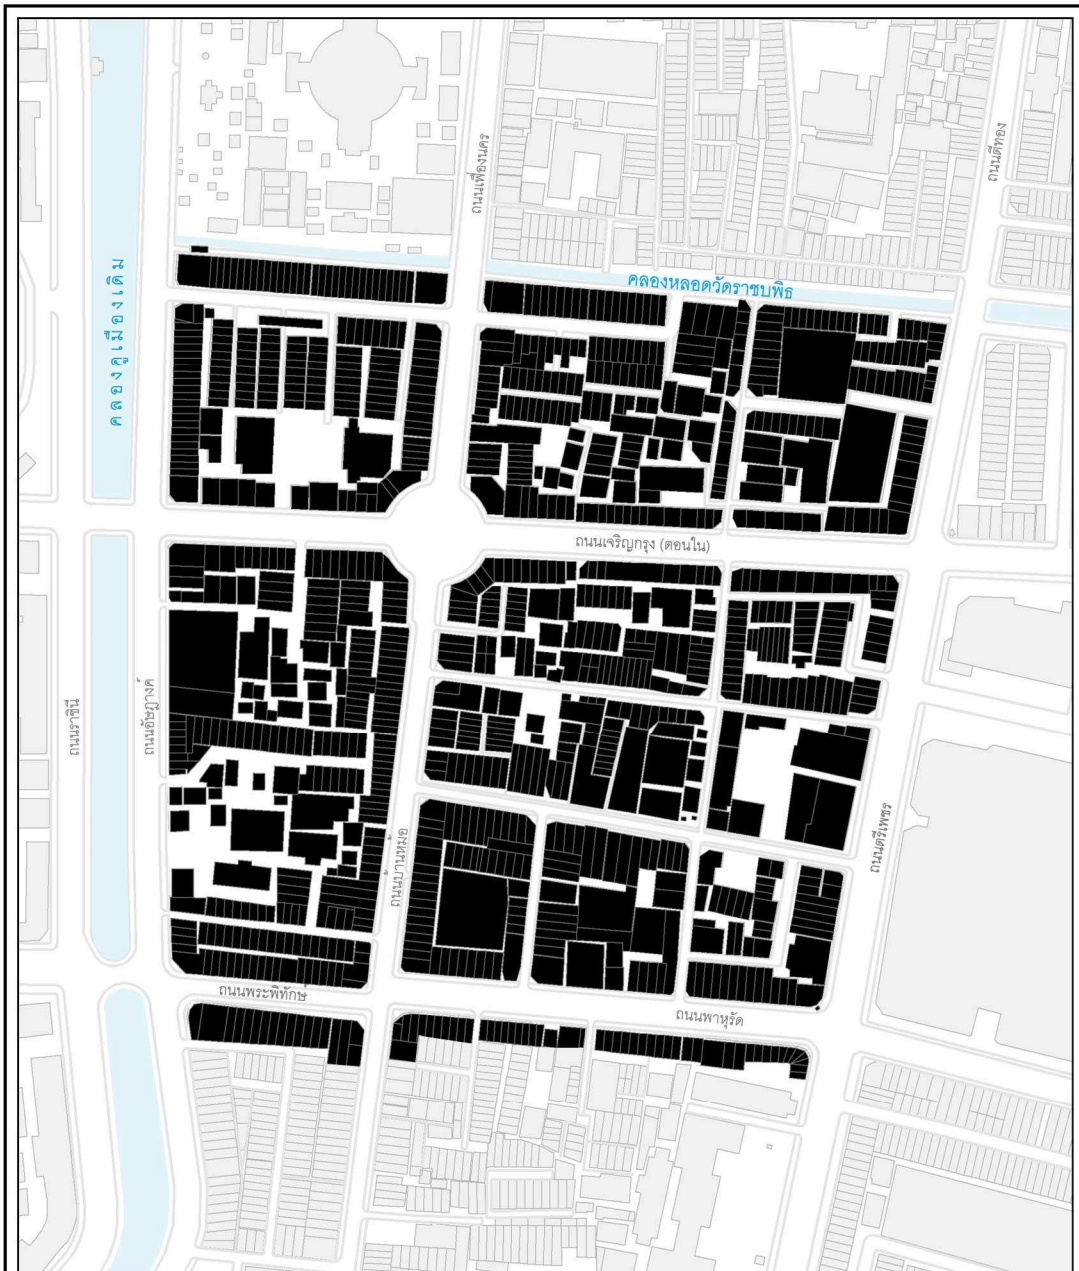 ถนนเฟื่องนคร
ถนนตีทอง
คลองหลอดวัดราชบพิธ
คลองคูเมืองเดิม
ถนนเจริญกรุง (ตอนใน)
ถนนราชินี
ถนนอัษฎางค์
ถนนบ้านหม้อ
ถนนตรีเพชร
ถนนพระพิทักษ์
ถนนพาหุรัด